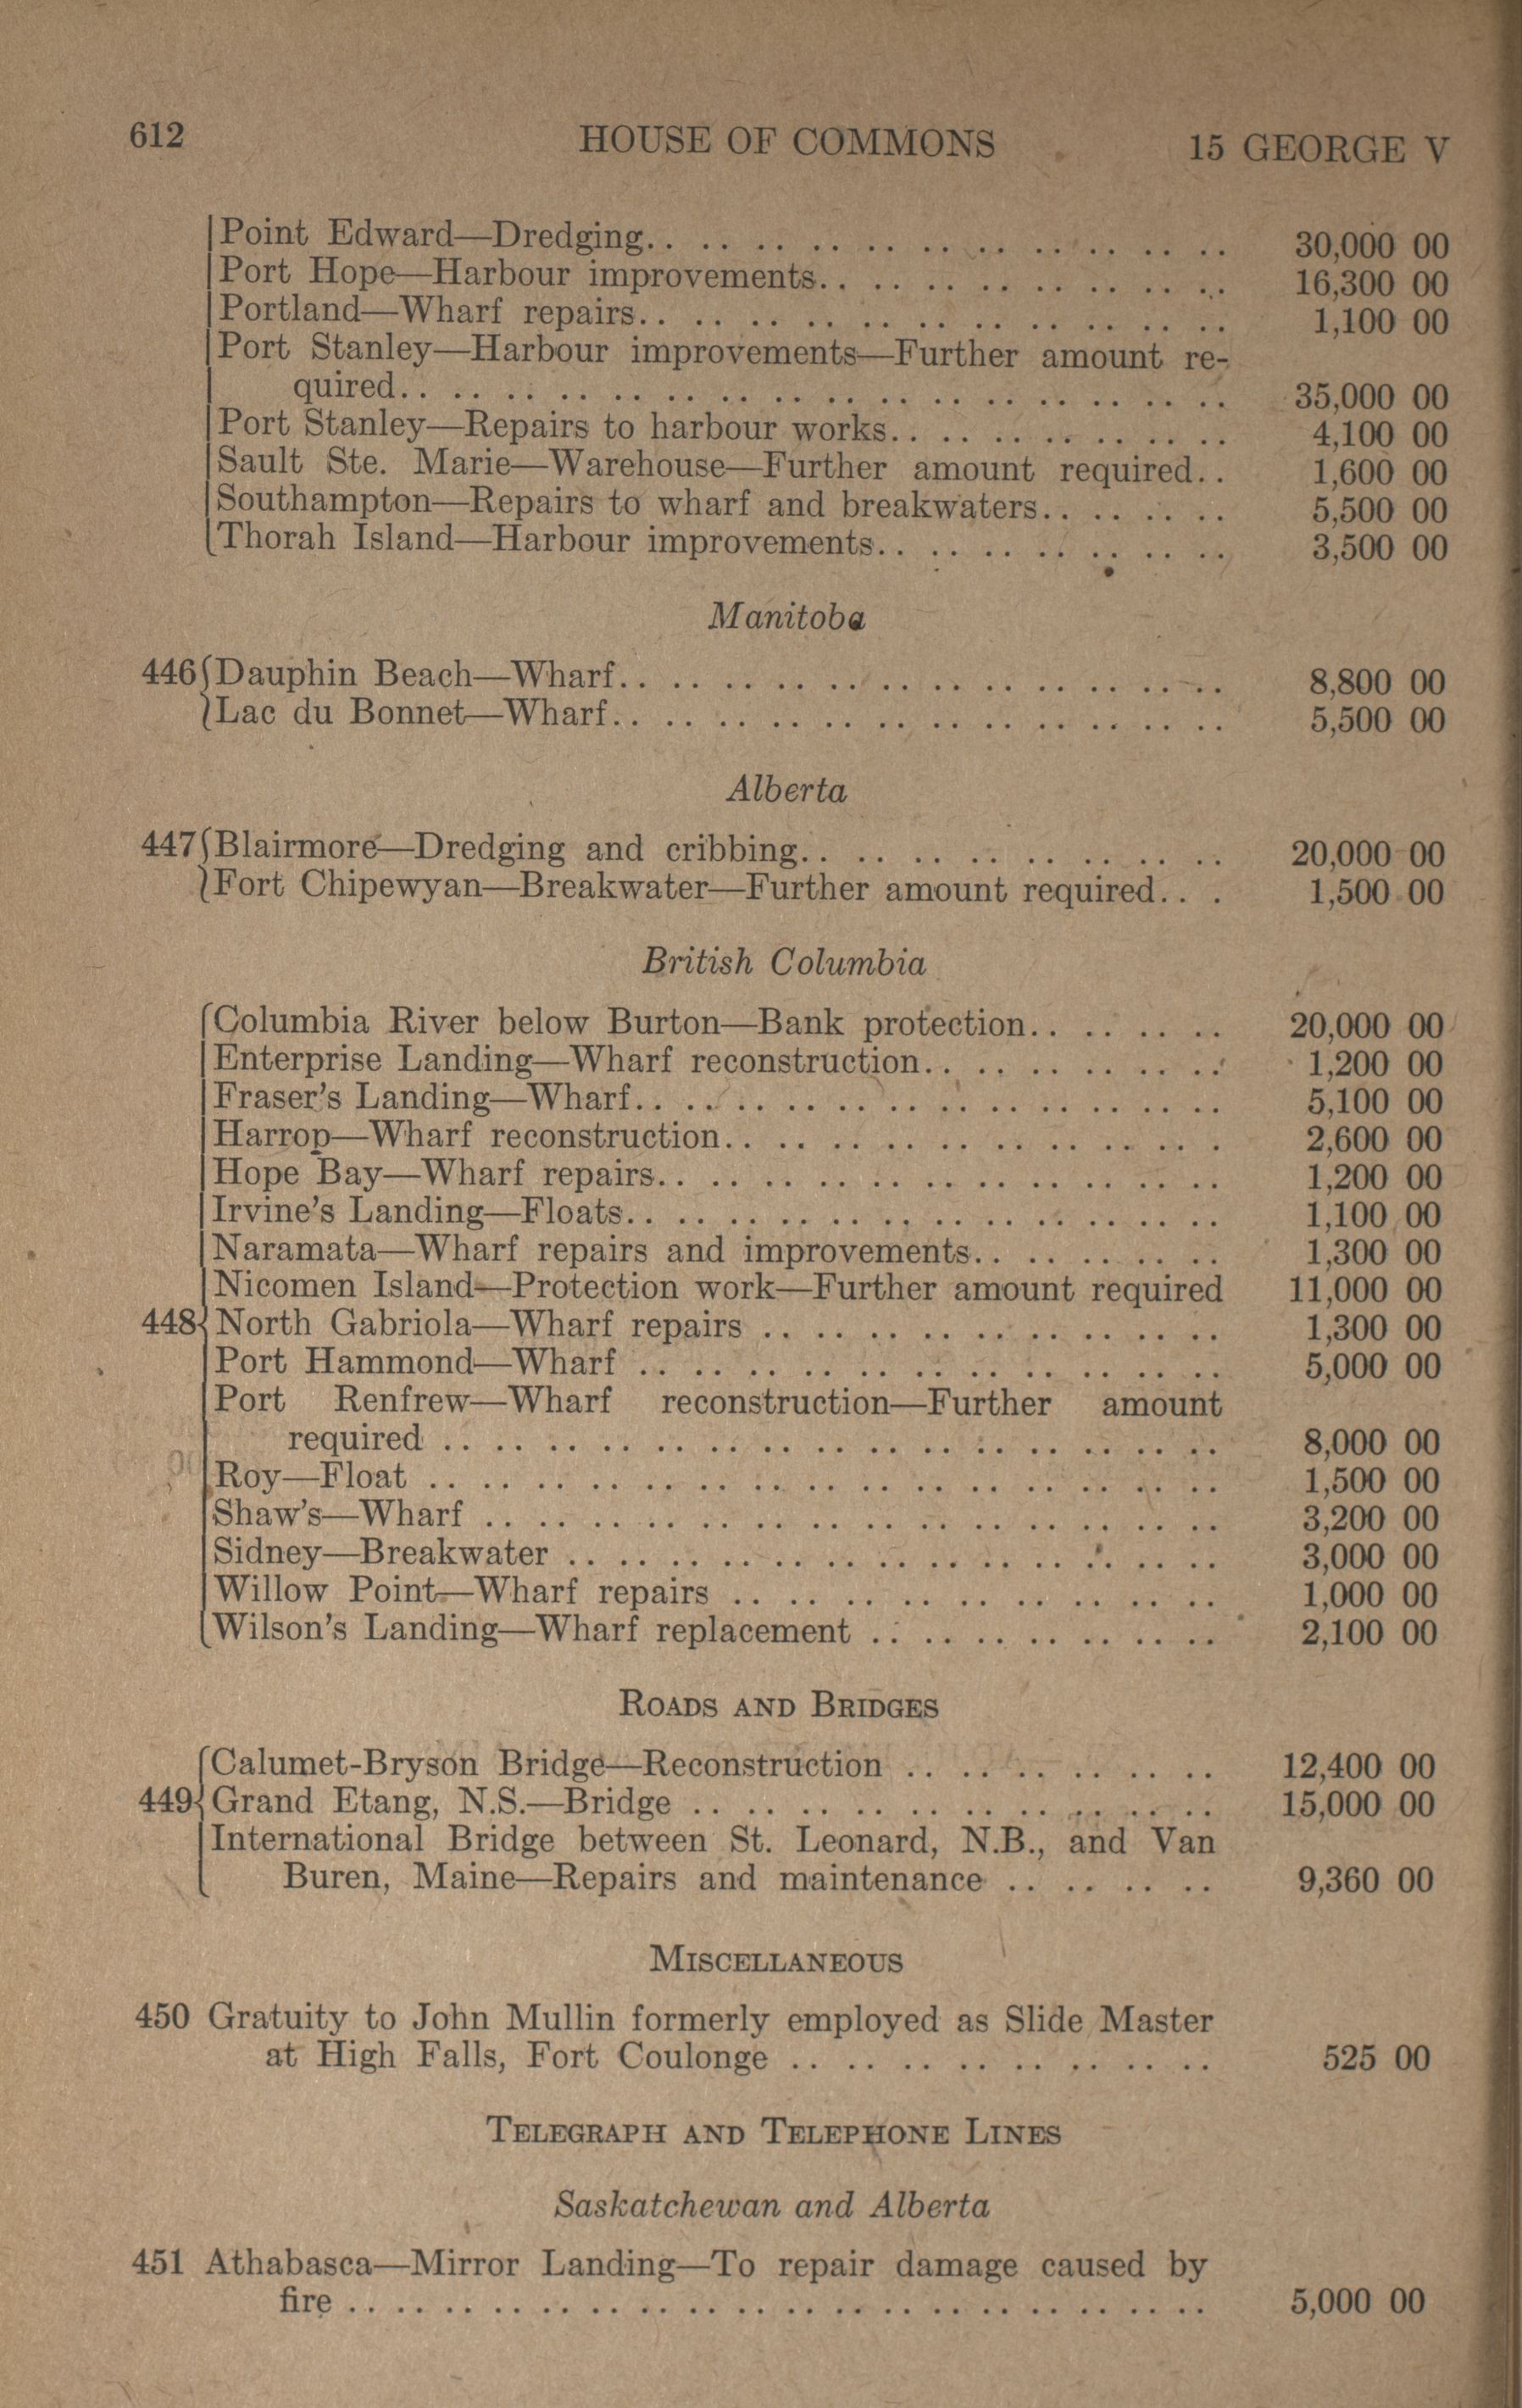 612 HOUSE OF COMMONS 15 GEORGE V
Point Edward—Dredging.. .. .. .. .. .. .. .. .. .. .. 30,000 00
Port Hope—Harbour improvements.. .. .. .. .. .. .. .. 16,300 00
Portland—Wharf repairs.. .. .. .. .. .. .. .. .. .. .. 1,100 00
Port Stanley—Harbour improvements—Further amount re-
quired.. .. .. .. .. .. .. .. .. .. .. .. .. .. .. .. 35,000 00
Port Stanley—Repairs to harbour works.. .. .. .. .. .. .. 4,100 00
Sault Ste. Marie—Warehouse—Further amount required.. 1,600 00
Southampton—Repairs to wharf and breakwaters.. .. .. .. 5,500 00
Thorah Island—Harbour improvements.. .. .. .. .. .. .. 3,500 00
Manitoba
446 Dauphin Beach—Wharf.. .. .. .. .. .. .. .. .. .. .. .. 8,800 00
Lac du Bonnet—Wharf.. .. .. .. .. .. .. .. .. .. .. .. 5,500 00
Alberta
447 Blairmore—Dredging and cribbing.. .. .. .. .. .. .. .. 20,000 00
Fort Chipewyan—Breakwater—Further amount required.. . 1,500 00
British Columbia
Columbia River below Burton—Bank protection.. .. .. .. 20,000 00
Enterprise Landing—Wharf reconstruction.. .. .. .. .. .. 1,200 00
Fraser's Landing—Wharf.. .. .. .. .. .. .. .. .. .. .. 5,100 00
Harrop—Wharf reconstruction.. .. .. .. .. .. .. .. .. . 2,600 00
Hope Bay—Wharf repairs.. .. .. .. .. .. .. .. .. .. .. 1,200 00
Irvine's Landing—Floats.. .. .. .. .. .. .. .. .. .. .. .. 1,100 00
Naramata—Wharf repairs and improvements.. .. .. .. .. 1,300 00
Nicomen Island—Protection work—Further amount required 11,000 00
448 North Gabriola—Wharf repairs .. .. .. .. .. .. .. .. .. 1,300 00
Port Hammond—Wharf .. .. .. .. .. .. .. .. .. .. .. 5,000 00
Port Renfrew—Wharf reconstruction—Further amount
required .. .. .. .. .. .. .. .. .. .. .. .. .. .. .. 8,000 00
Roy—Float .. .. .. .. .. .. .. .. .. .. .. .. .. .. .. 1,500 00
Shaw's—Wharf .. .. .. .. .. .. .. .. .. .. .. .. .. .. 3,200 00
Sidney—Breakwater .. .. .. .. .. .. .. .. .. .. .. .. .. 3,000 00
Willow Point—Wharf repairs .. .. .. .. .. .. .. .. .. .. 1,000 00
Wilson's Landing—Wharf replacement .. .. .. .. .. .. .. 2,100 00
ROADS AND BRIDGES
Calumet-Bryson Bridge—Reconstruction .. .. .. .. .. .. 12,400 00
449 Grand Etang, N.S.—Bridge .. .. .. .. .. .. .. .. .. .. 15,000 00
International Bridge between St. Leonard, N.B., and Van
Buren, Maine—Repairs and maintenance .. .. .. .. 9,360 00
MISCELLANEOUS
450 Gratuity to John Mullin formerly employed as Slide Master
at High Falls, Fort Coulonge .. .. .. .. .. .. .. .. 525 00
TELEGRAPH AND TELEPHONE LINES
Saskatchewan and Alberta
451 Athabasca—Mirror Landing—To repair damage caused by
fire .. .. .. .. .. .. .. .. .. .. .. .. .. .. .. .. .. .. 5,000 00